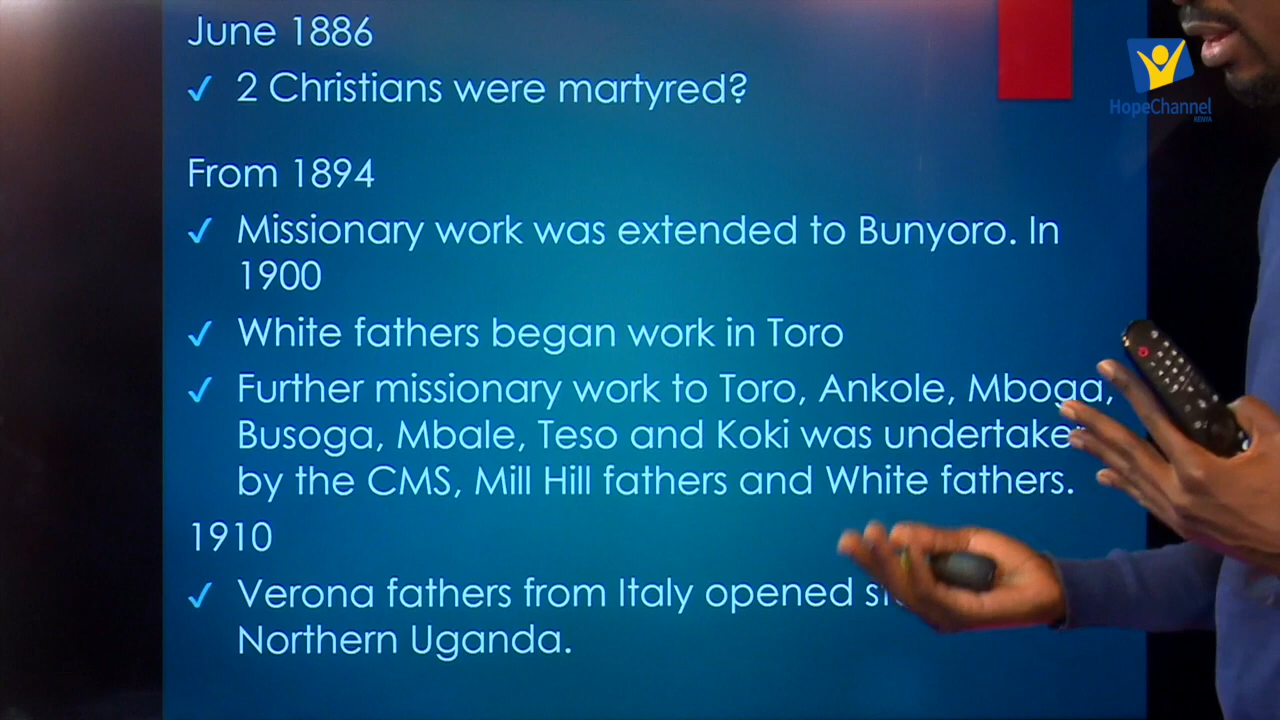 June 1886
✓ 2 Christians were martyred?
From 1894
✓ Missionary work was extended to Bunyoro. In
1900
✓ White fathers began work in Toro
✓ Further missionary work to Toro, Ankole, Mboga,
Busoga, Mbale, Teso and Koki was
by the CMS, Mill Hill fathers and White fathers.
1910
✓ Verona fathers from Italy opened
Northern Uganda.
HopeChannel
KENYA